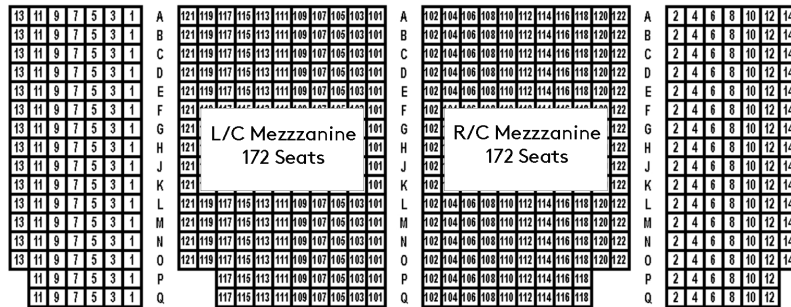 13 11 9 7 5 3 1 A 121 119 117 115 113 111 109 107 105 103 101 A 102 104 106 108 110 112 114 116 118 120 122 A 2 4 6 8 10 12 14
13 11 9 7 5 3 1 B 121 119 117 115 113 111 109 107 105 103 101 B 102 104 106 108 110 112 114 116 118 120 122 B 2 4 6 8 10 12 14
13 11 9 7 5 3 1 C 121 119 117 115 113 111 109 107 105 103 101 C 102 104 106 108 110 112 114 116 118 120 122 C 2 4 6 8 10 12 14
13 11 9 7 5 3 1 D 121 119 117 115 113 111 109 107 105 103 101 D 102 104 106 108 110 112 114 116 118 120 122 D 2 4 6 8 10 12 14
13 11 9 7 5 3 1 E 121 119 117 115 113 111 109 107 105 103 101 E 102 104 106 108 110 112 114 116 118 120 122 E 2 4 6 8 10 12 14
13 11 9 7 5 3 1 F 121 101 F 102 122 F 2 4 6 8 10 12 14
13 11 9 7 5 3 1 G 121 L/C Mezzzanine 101 G 102 R/C Mezzzanine 122 G 2 4 6 8 10 12 14
13 11 9 7 5 3 1 H 121 172 Seats 101 H 102 172 Seats 122 H 2 4 6 8 10 12 14
13 11 9 7 5 3 1 J 121 101 J 102 122 J 2 4 6 8 10 12 14
13 11 9 7 5 3 1 K 121 101 K 102 122 K 2 4 6 8 10 12 14
13 11 9 7 5 3 1 L 121 119 117 115 113 111 109 107 105 103 101 L 102 104 106 108 110 112 114 116 118 120 122 L 2 4 6 8 10 12 14
13 11 9 7 5 3 1 M 121 119 117 115 113 111 109 107 105 103 101 M 102 104 106 108 110 112 114 116 118 120 122 M 2 4 6 8 10 12 14
13 11 9 7 5 3 1 N 121 119 117 115 113 111 109 107 105 103 101 N 102 104 106 108 110 112 114 116 118 120 122 N 2 4 6 8 10 12 14
13 11 9 7 5 3 1 O 121 119 117 115 113 111 109 107 105 103 101 O 102 104 106 108 110 112 114 116 118 120 122 O 2 4 6 8 10 12 14
11 9 7 5 3 1 P 117 115 113 111 109 107 105 103 101 P 102 104 106 108 110 112 114 116 118 P 2 4 6 8 10 12
11 9 7 5 3 1 Q 117 115 113 111 109 107 105 103 101 Q 102 104 106 108 110 112 114 116 118 Q 2 4 6 8 10 12